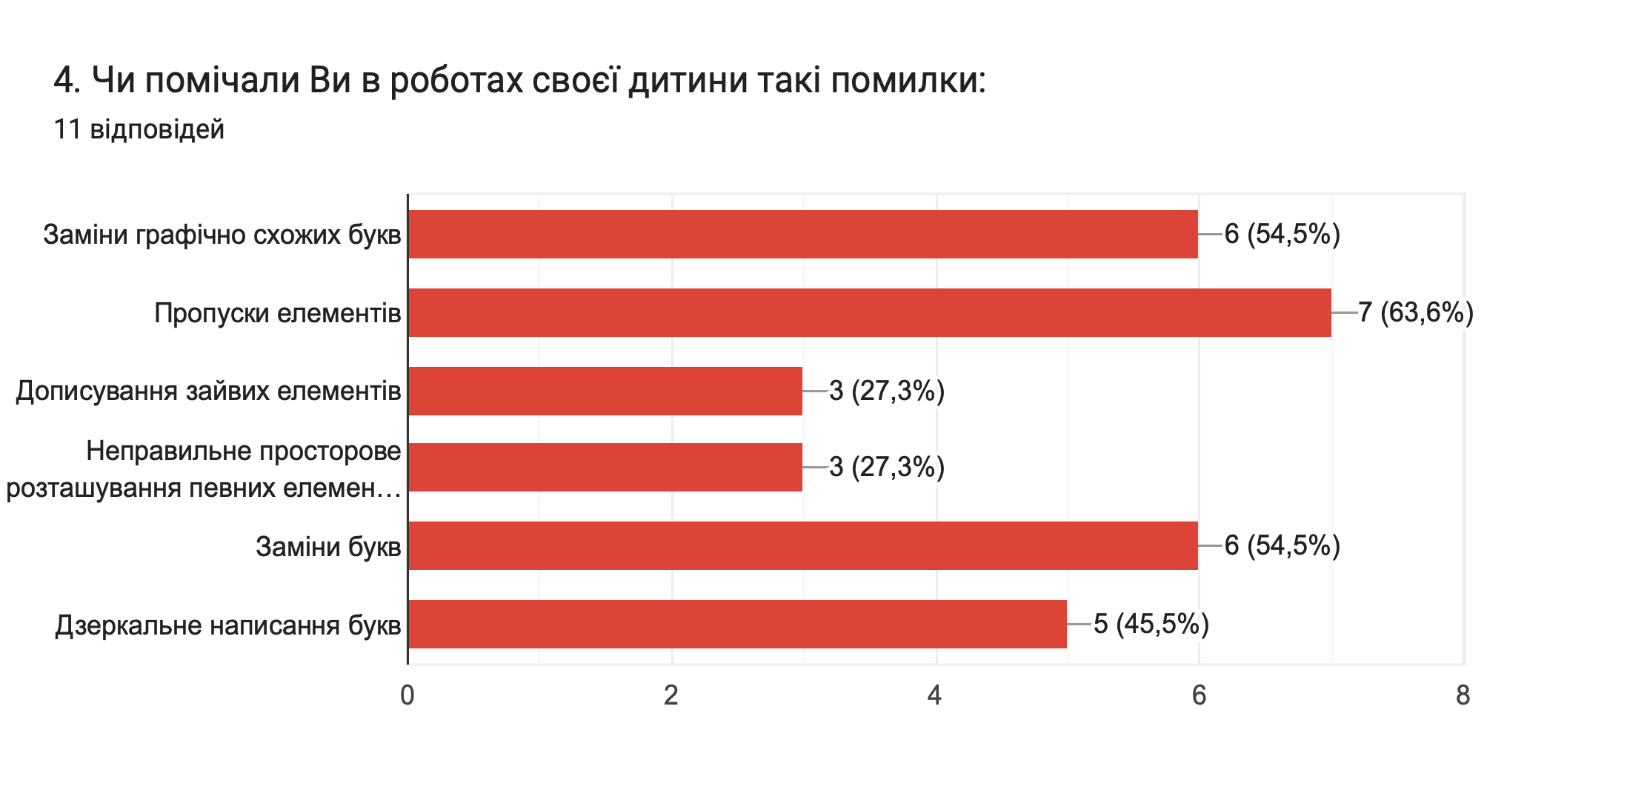 4. Чи помічали Ви в роботах своєї дитини такі помилки:
11 відповідей
Заміни графічно схожих букв
6 (54,5%)
Пропуски елементів
7 (63,6%)
Дописування зайвих елементів
3 (27,3%)
Неправильне просторове
розташування певних елемен…
3 (27,3%)
Заміни букв
6 (54,5%)
Дзеркальне написання букв
5 (45,5%)
0 2 4 6 8